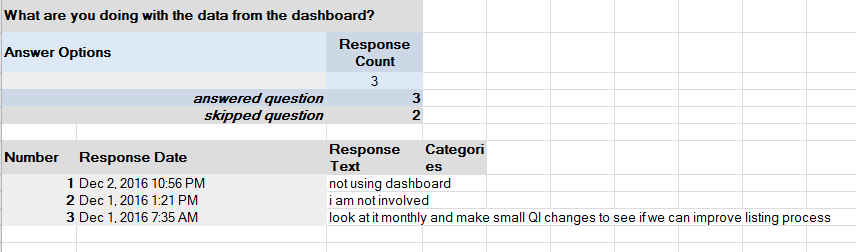 What are you doing with the data from the dashboard?
Answer Options Response Count
3
answered question 3
skipped question 2
Number Response Date Response Text Categories
1 Dec 2, 2016 10:56 PM not using dashboard
2 Dec 1, 2016 1:21 PM i am not involved
3 Dec 1, 2016 7:35 AM look at it monthly and make small QI changes to see if we can improve listing process